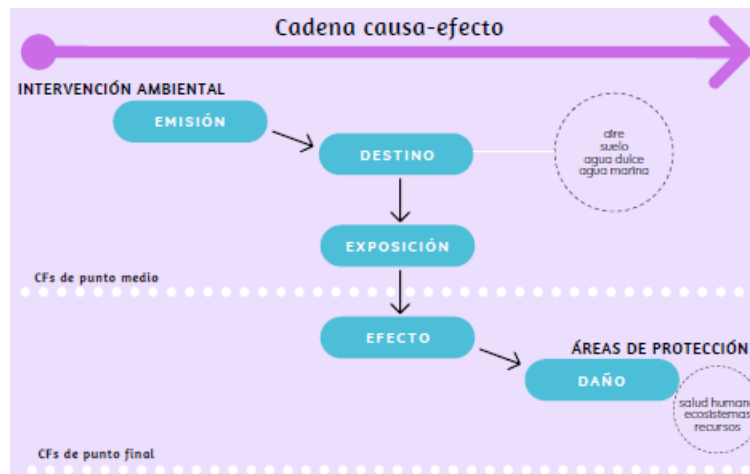 Cadena causa-efecto
INTERVENCIÓN AMBIENTAL
EMISIÓN
DESTINO
aire
suelo
agua dulce
agua marina
EXPOSICIÓN
CFs de punto medio
EFECTO
ÁREAS DE PROTECCIÓN
DAÑO
salud human
ecosistemas
recursos
CFs de punto final